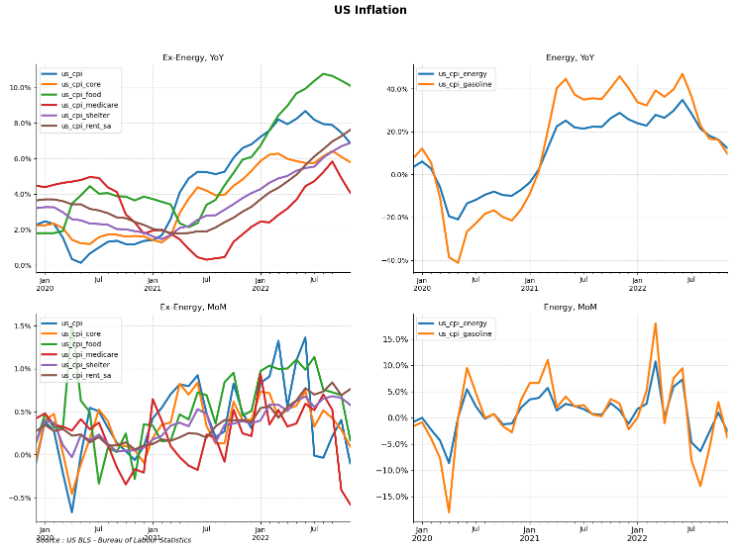 US Inflation
Ex-Energy, YoY
us_cpi
us_cpi_core
us_cpi_food
us_cpi_medicare
us_cpi_shelter
us_cpi_rent_sa
10.0%
8.0%
6.0%
4.0%
2.0%
0.0%
Jan
2020
Jul
Jan
2021
Jul
Jan
2022
Jul
Energy, YoY
us_cpi_energy
us_cpi_gasoline
40.0%
20.0%
0.0%
−20.0%
−40.0%
Jan
2020
Jul
Jan
2021
Jul
Jan
2022
Jul
Ex-Energy, MoM
us_cpi
us_cpi_core
us_cpi_food
us_cpi_medicare
us_cpi_shelter
us_cpi_rent_sa
1.5%
1.0%
0.5%
0.0%
−0.5%
Jan
2020
Jul
Jan
2021
Jul
Jan
2022
Jul
Energy, MoM
us_cpi_energy
us_cpi_gasoline
15.0%
10.0%
5.0%
0.0%
−5.0%
−10.0%
−15.0%
Jan
2020
Jul
Jan
2021
Jul
Jan
2022
Jul
Source : US BLS - Bureau of Labour Statistics